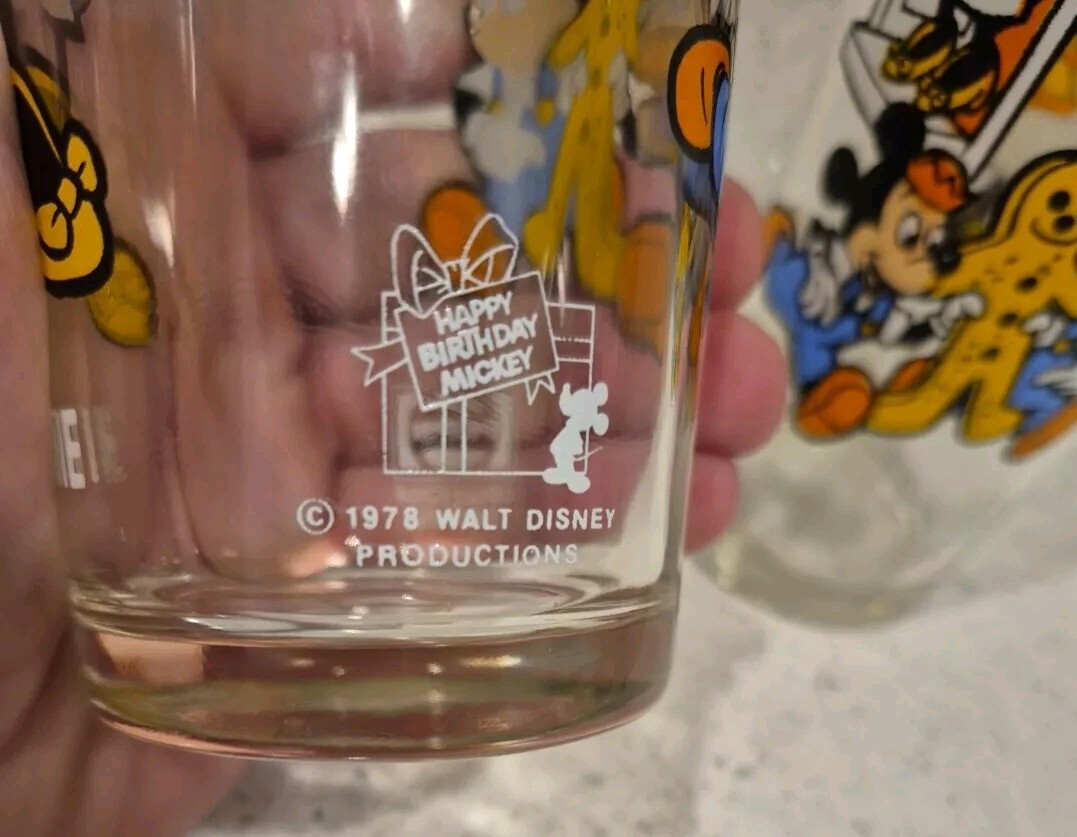 HAPPY
BIRTHDAY
MICKEY
© 1978 WALT DISNEY
PRODUCTIONS